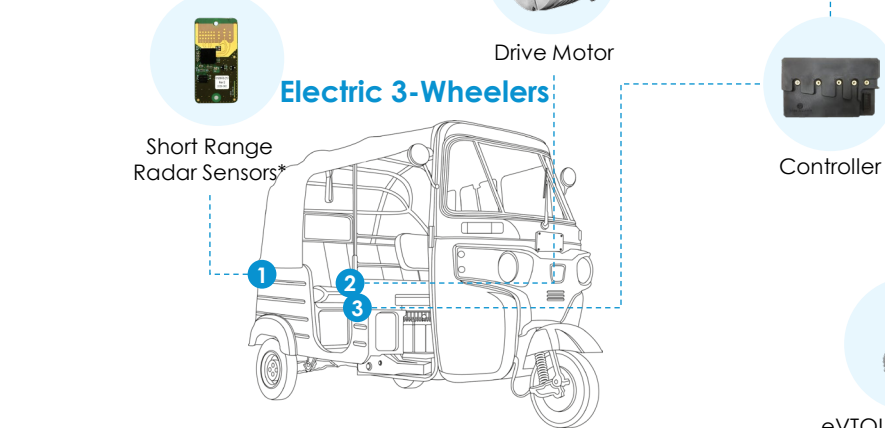 Drive Motor
Electric 3-Wheelers
Short Range
Radar Sensors*
Controller
1
2
3